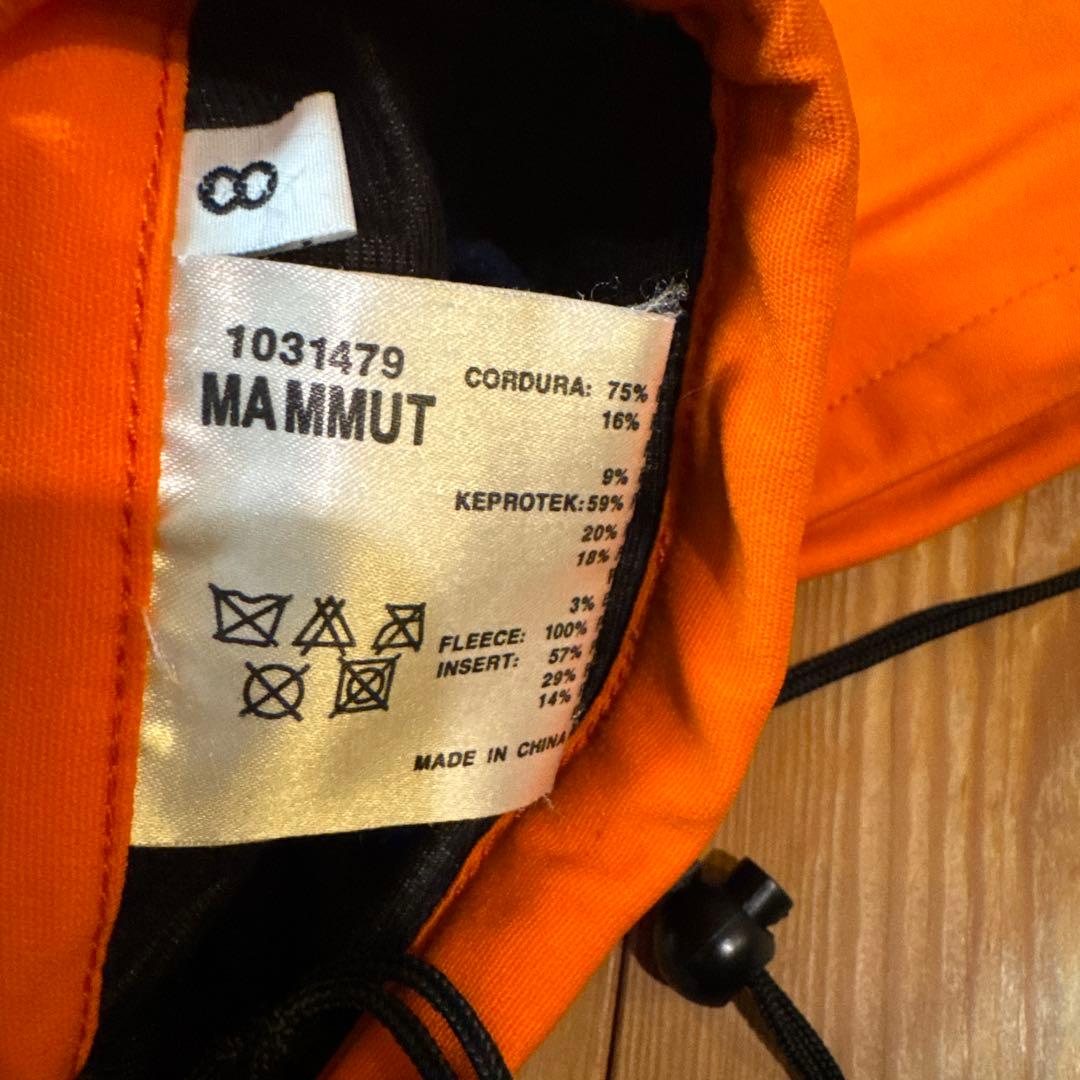 8
1031479
MAMMUT
CORDURA: 75%
16%
9%
KEPROTEK:59%
20%
18%
3%
FLEECE: 100%
INSERT: 57%
29%
14%
MADE IN CHINA